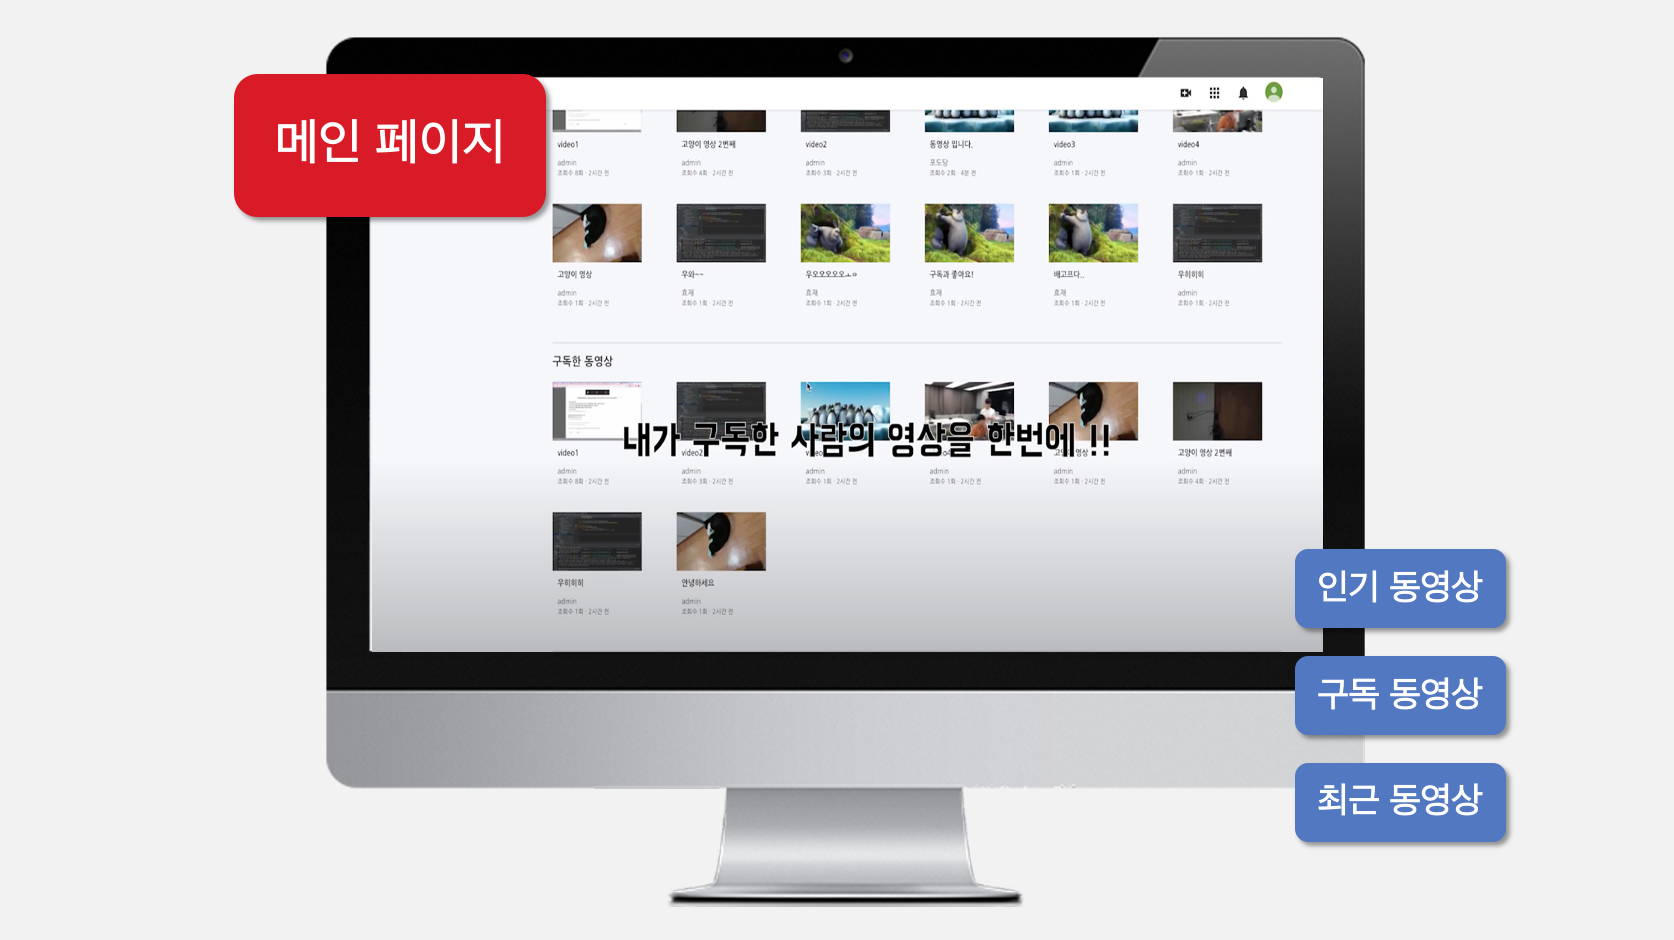 메인 페이지
video1
고양이 영상 2번째
video2
동영상 입니다.
video3
video4
admin
admin
admin
포도당
admin
admin
조회수 8회 · 2시간 전
조회수 4회 · 2시간 전
조회수 3회 · 2시간 전
조회수 2회 · 4분 전
조회수 1회 · 2시간 전
조회수 1회 · 2시간 전
고양이 영상
우와~~
우오오오오오ㅗㅇ
구독과 좋아요!
배고프다..
우히히히
admin
효재
효재
효재
효재
admin
조회수 1회 · 2시간 전
조회수 1회 · 2시간 전
조회수 1회 · 2시간 전
조회수 1회 · 2시간 전
조회수 1회 · 2시간 전
조회수 1회 · 2시간 전
구독한 동영상
내가 구독한 사람의 영상을 한번에 !!
video1
video2
고양이 영상 2번째
admin
admin
admin
admin
admin
admin
조회수 8회 · 2시간 전
조회수 3회 · 2시간 전
조회수 1회 · 2시간 전
조회수 1회 · 2시간 전
조회수 1회 · 2시간 전
조회수 4회 · 2시간 전
우히히히
안녕하세요
admin
admin
조회수 1회 · 2시간 전
조회수 1회 · 2시간 전
인기 동영상
구독 동영상
최근 동영상